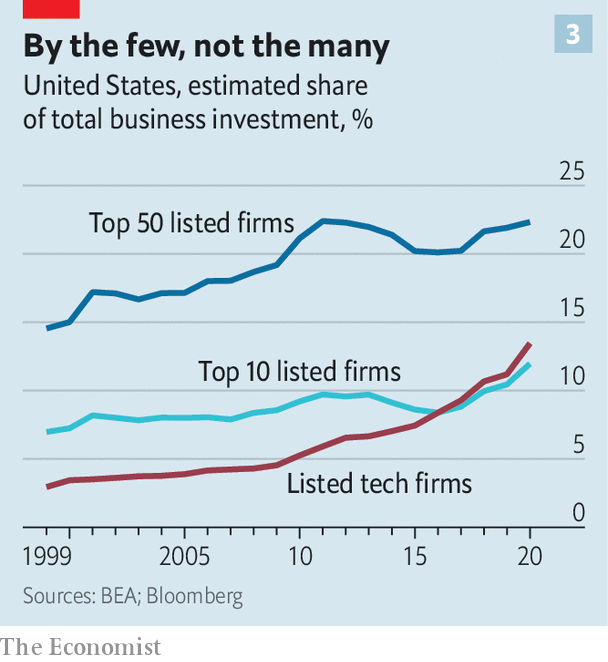 By the few, not the many
3
United States, estimated share
of total business investment, %
25
Top 50 listed firms
20
15
Top 10 listed firms
10
5
Listed tech firms
0
1999 2005 10 15 20
Sources: BEA; Bloomberg
The Economist